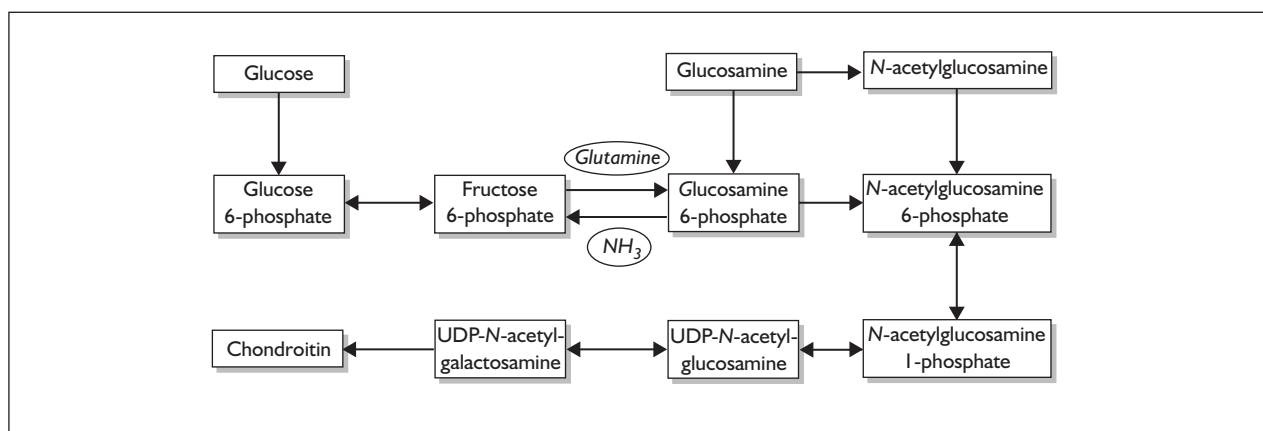 Glucose
Glucosamine
N-acetylglucosamine
Glutamine
Glucose
6-phosphate
Fructose
6-phosphate
Glucosamine
6-phosphate
N-acetylglucosamine
6-phosphate
NH3
Chondroitin
UDP-N-acetyl-
galactosamine
UDP-N-acetyl-
glucosamine
N-acetylglucosamine
1-phosphate